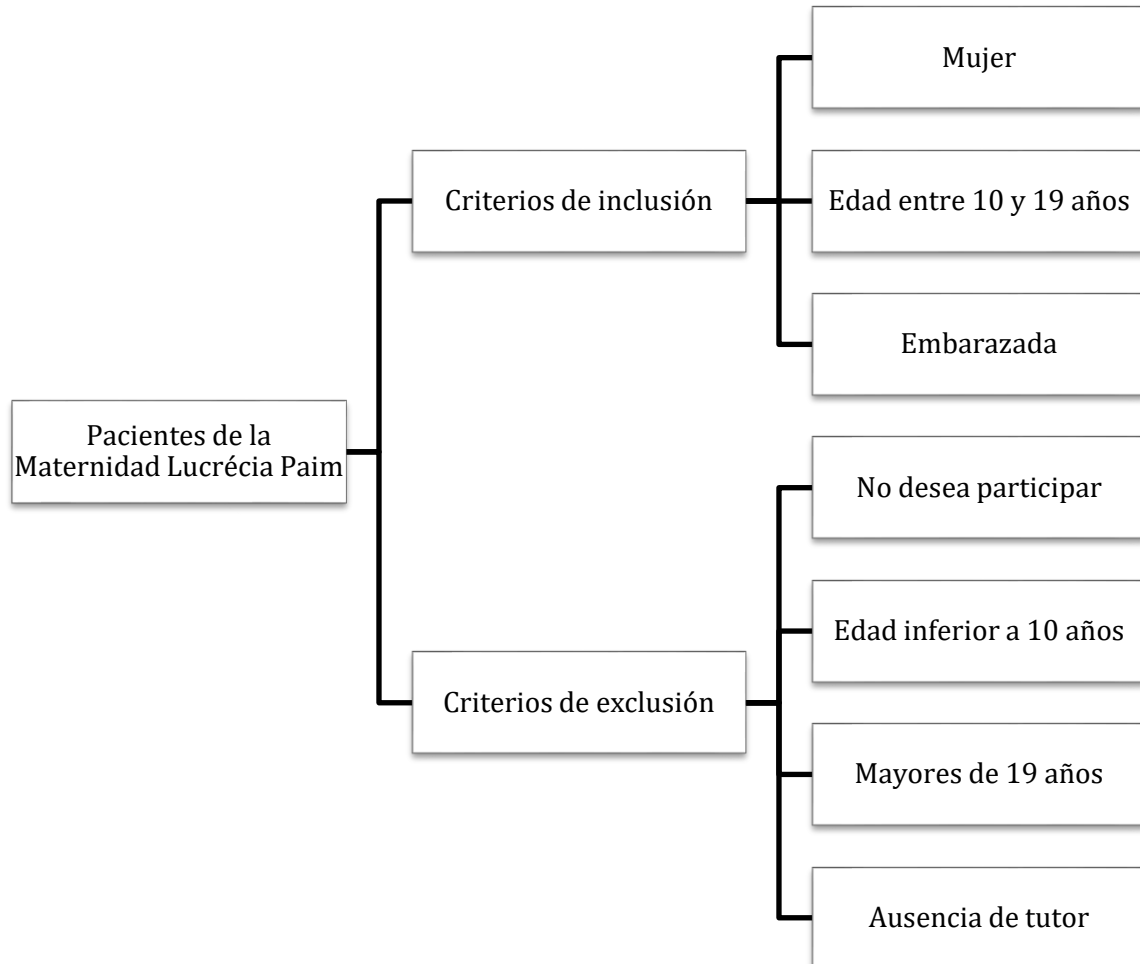 Pacientes de la
Maternidad Lucrécia Paim
Criterios de inclusión
Mujer
Edad entre 10 y 19 años
Embarazada
Criterios de exclusión
No desea participar
Edad inferior a 10 años
Mayores de 19 años
Ausencia de tutor